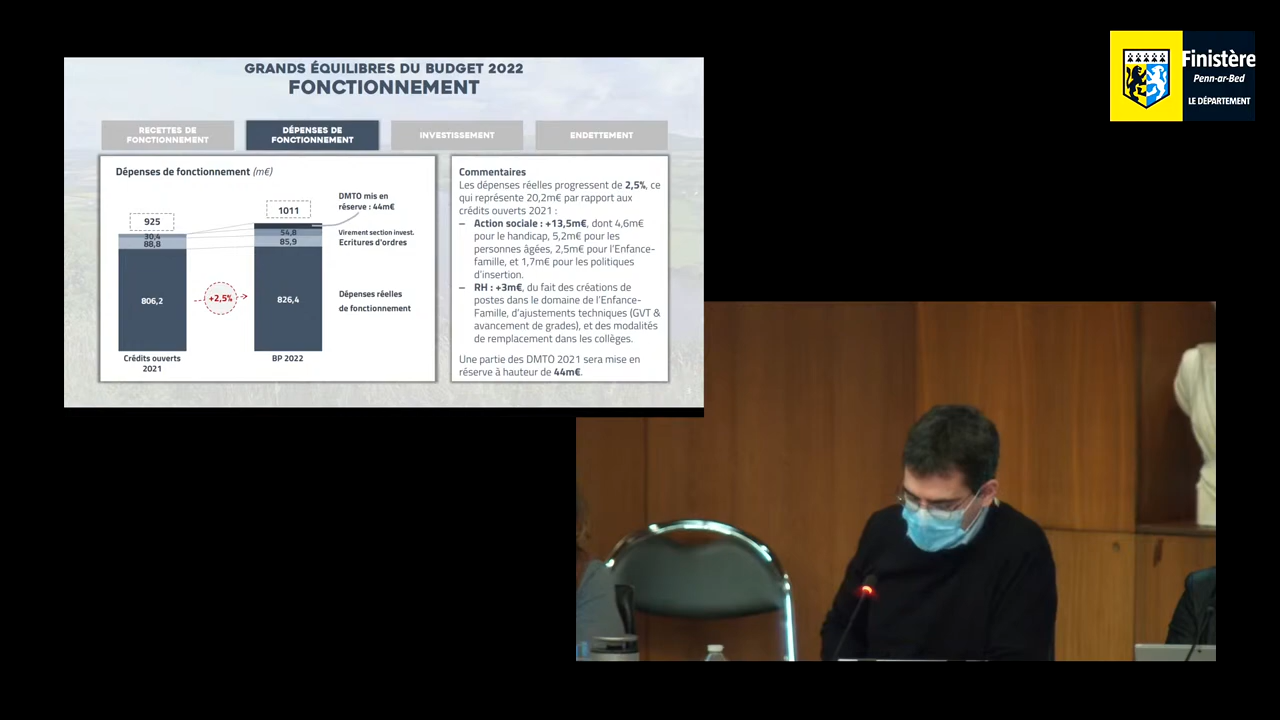 GRANDS ÉQUILIBRES DU BUDGET 2022
FONCTIONNEMENT
RECETTES DE
FONCTIONNEMENT
DÉPENSES DE
FONCTIONNEMENT
INVESTISSEMENT
ENDETTEMENT
Dépenses de fonctionnement (m€)
DMTO mis en
réserve : 44m€
1011
925
30,4
88,8
54,8
85,9
Virement section invest.
Ecritures d'ordres
806,2
+2,5%
826,4
Dépenses réelles
de fonctionnement
Crédits ouverts
2021
BP 2022
Commentaires
Les dépenses réelles progressent de 2,5%, ce
qui représente 20,2m€ par rapport aux
crédits ouverts 2021 :
– Action sociale : +13,5m€, dont 4,6m€
pour le handicap, 5,2m€ pour les
personnes âgées, 2,5m€ pour l'Enfance-
famille, et 1,7m€ pour les politiques
d'insertion.
– RH : +3m€, du fait des créations de
postes dans le domaine de l'Enfance-
Famille, d'ajustements techniques (GVT &
avancement de grades), et des modalités
de remplacement dans les collèges.
Une partie des DMTO 2021 sera mise en
réserve à hauteur de 44m€.
Finistère
Penn-ar-Bed
LE DÉPARTEMENT